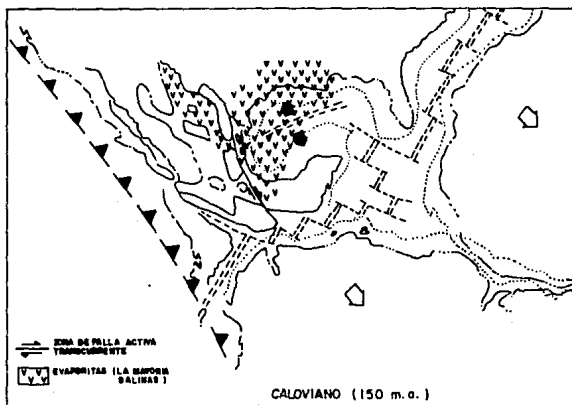 ZONA DE FALLA ACTIVA
TRANSCURRENTE
EVAPORITAS (LA MAYORIA
SALINAS)
CALOVIANO (150 m.a.)